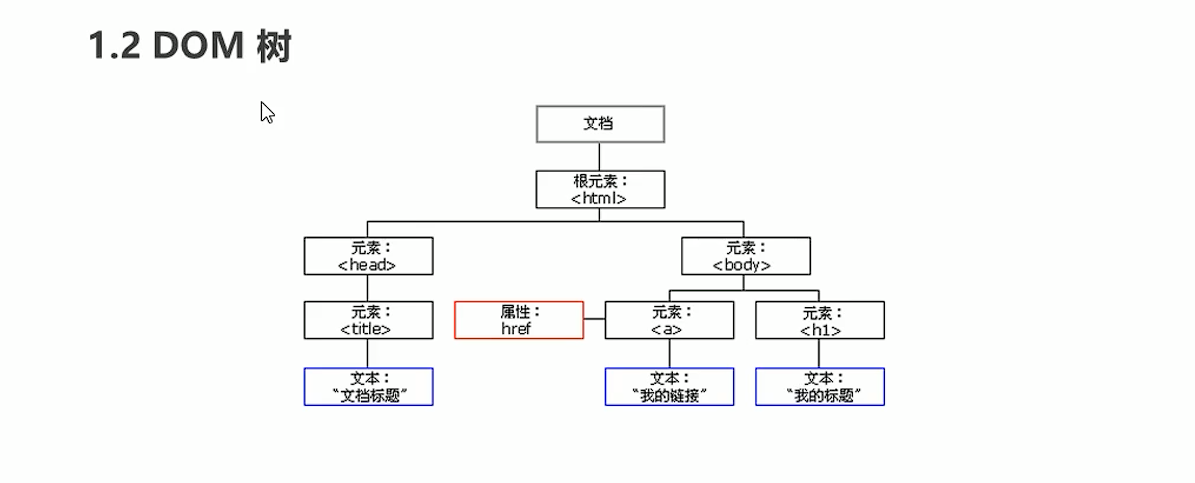 1.2 DOM 树
文档
根元素：
<html>
元素：
<head>
元素：
<body>
元素：
<title>
属性：
href
元素：
<a>
元素：
<h1>
文本：
“文档标题”
文本：
“我的链接”
文本：
“我的标题”